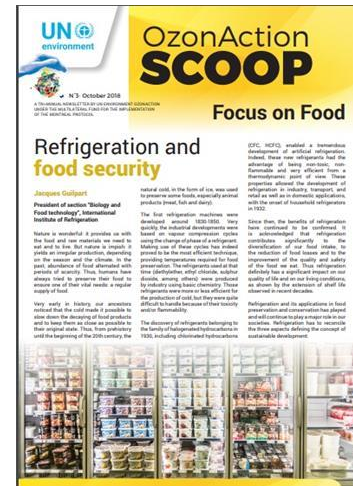 UN
environment
OzonAction
SCOOP
N°3· October 2018
A TRI-ANNUAL NEWSLETTER BY UN ENVIRONMENT OZONACTION
UNDER THE MULTILATERAL FUND FOR THE IMPLEMENTATION
OF THE MONTREAL PROTOCOL
Focus on Food
Refrigeration and
food security
Jacques Guilpart
President of section "Biology and
Food technology", International
Institute of Refrigeration
Nature is wonderful: it provides us with
the food and raw materials we need to
eat and to live. But nature is impish: it
yields an irregular production, depending
on the season and the climate. In the
past, abundance of food alternated with
periods of scarcity. Thus, humans have
always tried to preserve their food to
ensure one of their vital needs: a regular
supply of food.
Very early in history, our ancestors
noticed that the cold made it possible to
slow down the decaying of food products
and to keep them as close as possible to
their original state. Thus, from prehistory
until the beginning of the 20th century, the
natural cold, in the form of ice, was used
to preserve some foods, especially animal
products (meat, fish and dairy).
The first refrigeration machines were
developed around 1830-1850. Very
quickly, the industrial developments were
based on vapour compression cycles
using the change of phase of a refrigerant.
Making use of these cycles has indeed
proved to be the most efficient technique,
providing temperatures required for food
preservation. The refrigerants used at that
time (diethylether, ethyl chloride, sulphur
dioxide, among others) were produced
by industry using basic chemistry. Those
refrigerants were more or less efficient for
the production of cold, but they were quite
difficult to handle because of their toxicity
and/or flammability.
The discovery of refrigerants belonging to
the family of halogenated hydrocarbons in
1930, including chlorinated hydrocarbons
(CFC, HCFC), enabled a tremendous
development of artificial refrigeration.
Indeed, these new refrigerants had the
advantage of being non-toxic, non-
flammable and very efficient from a
thermodynamic point of view. These
properties allowed the development of
refrigeration in industry, transport, and
retail as well as in domestic applications,
with the onset of household refrigerators
in 1932.
Since then, the benefits of refrigeration
have continued to be confirmed. It
is acknowledged that refrigeration
contributes significantly to the
diversification of our food intake, to
the reduction of food losses and to the
improvement of the quality and safety
of the food we eat. Thus refrigeration
definitely has a significant impact on our
quality of life and on our living conditions,
as shown by the extension of shelf life
observed in recent decades.
Refrigeration and its applications in food
preservation and conservation has played
and will continue to play a major role in our
societies. Refrigeration has to reconcile
the three aspects defining the concept of
sustainable development: